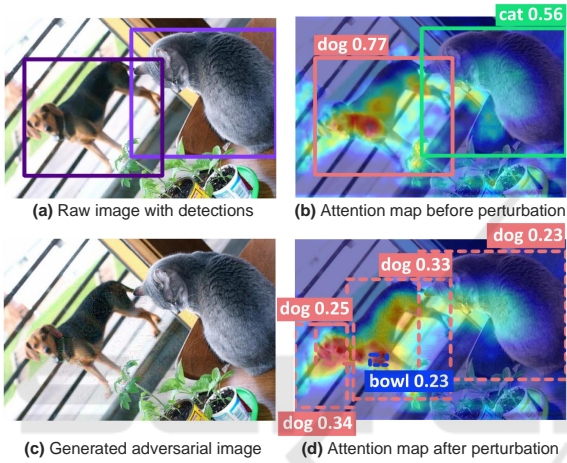 cat 0.56
dog 0.77
(a) Raw image with detections
(b) Attention map before perturbation
dog 0.23
dog 0.33
dog 0.25
bowl 0.23
dog 0.34
(c) Generated adversarial image
(d) Attention map after perturbation